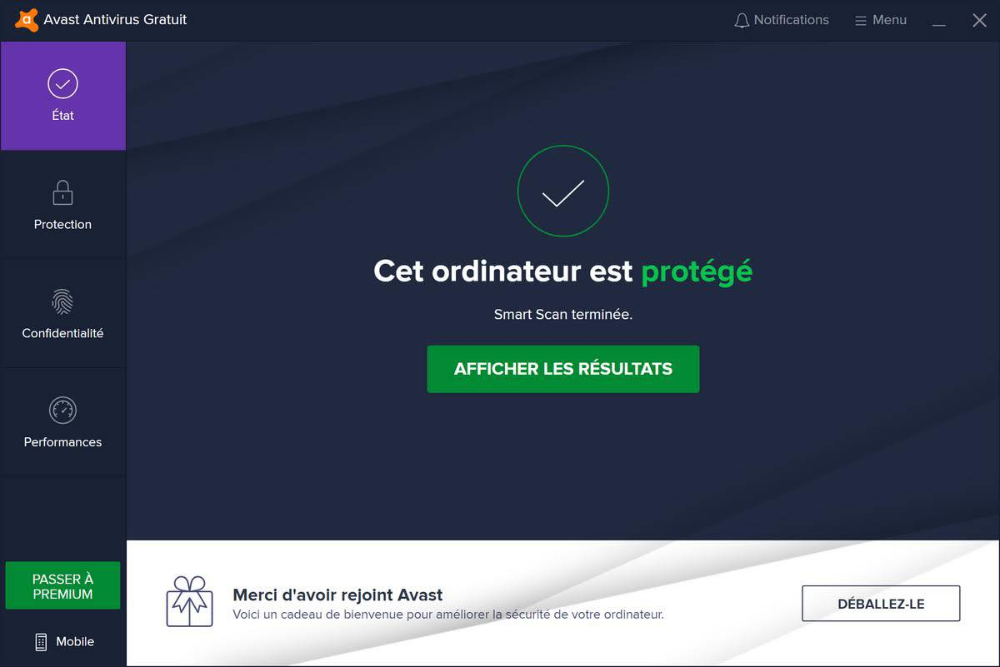 Avast Antivirus Gratuit
Notifications
Menu
État
Protection
Confidentialité
Performances
PASSER À
PREMIUM
Mobile
Cet ordinateur est protégé
Smart Scan terminée.
AFFICHER LES RÉSULTATS
Merci d'avoir rejoint Avast
Voici un cadeau de bienvenue pour améliorer la sécurité de votre ordinateur.
DÉBALLEZ-LE